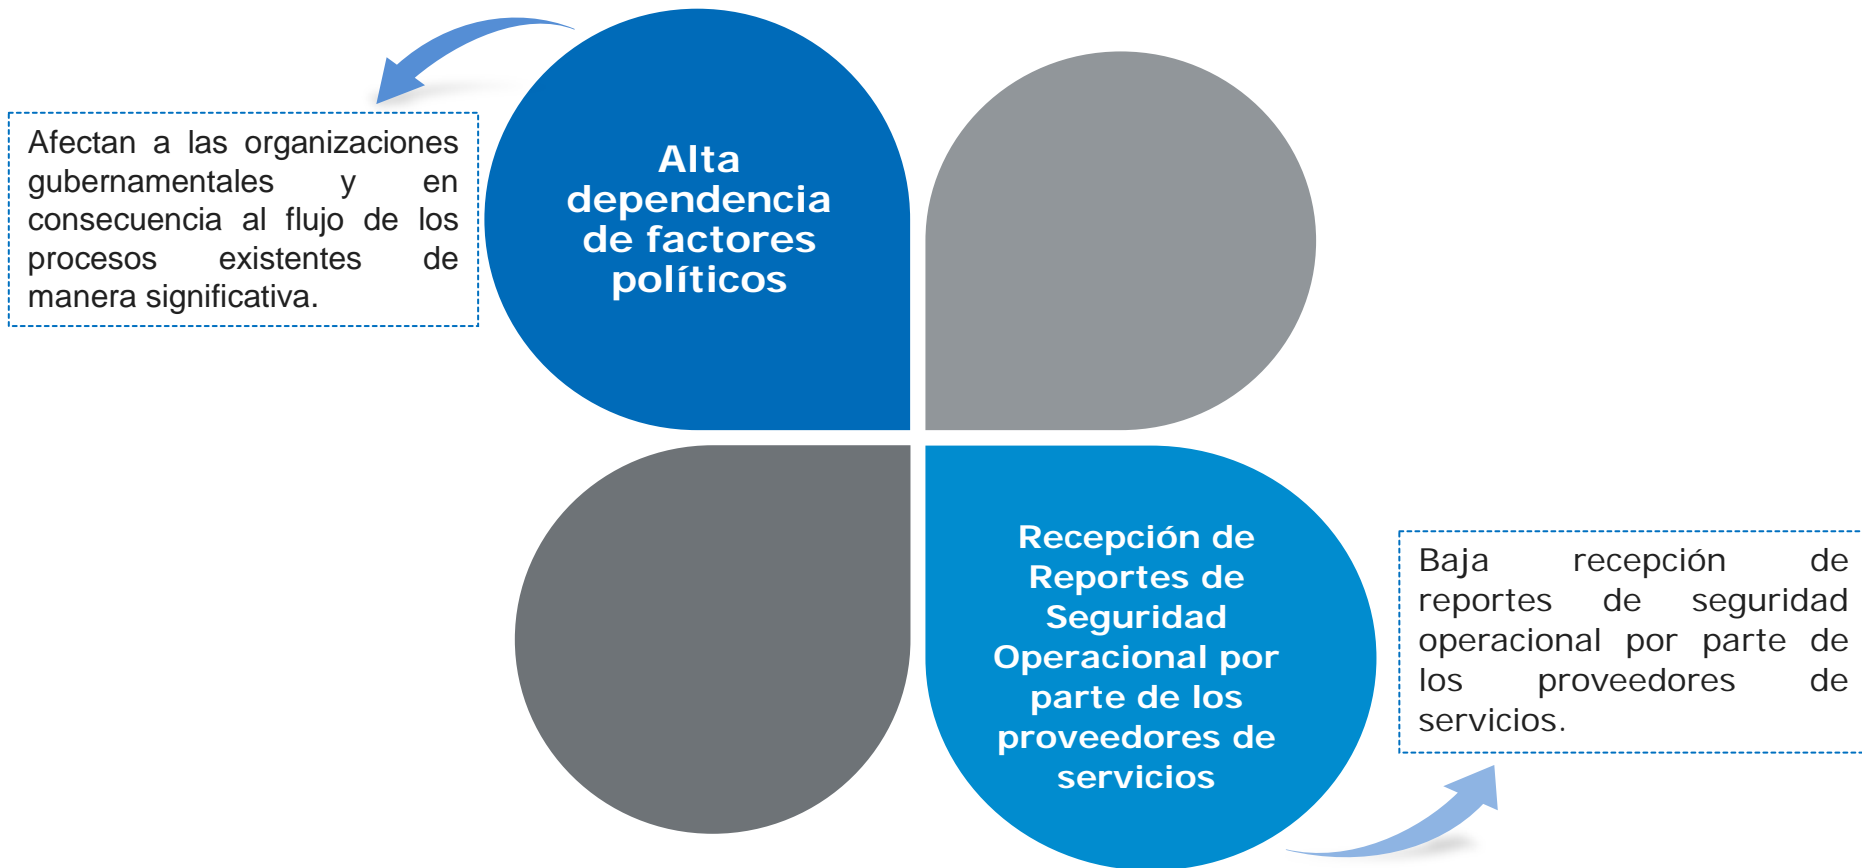 Afectan a las organizaciones
gubernamentales y en
consecuencia al flujo de los
procesos existentes de
manera significativa.
Alta
dependencia
de factores
políticos
Recepción de
Reportes de
Seguridad
Operacional por
parte de los
proveedores de
servicios
Baja recepción de
reportes de seguridad
operacional por parte de
los proveedores de
servicios.